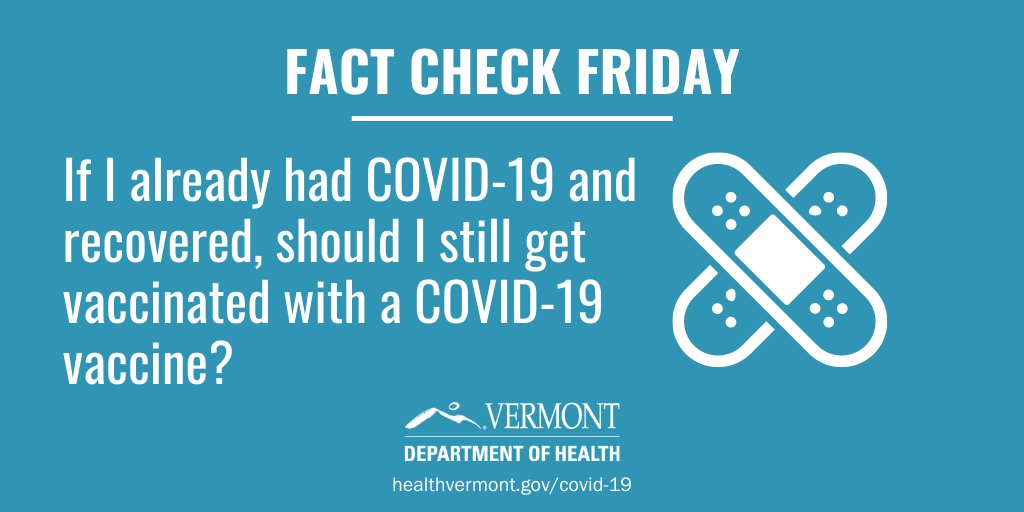 FACT CHECK FRIDAY
If I already had COVID-19 and
recovered, should I still get
vaccinated with a COVID-19
vaccine?
VERMONT
DEPARTMENT OF HEALTH
healthvermont.gov/covid-19